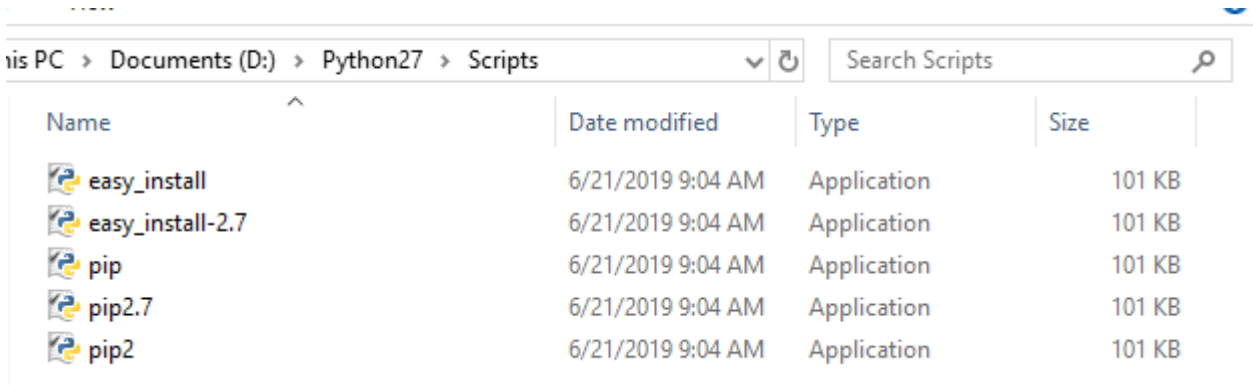 his PC > Documents (D:) > Python27 > Scripts Search Scripts
Name Date modified Type Size
easy_install 6/21/2019 9:04 AM Application 101 KB
easy_install-2.7 6/21/2019 9:04 AM Application 101 KB
pip 6/21/2019 9:04 AM Application 101 KB
pip2.7 6/21/2019 9:04 AM Application 101 KB
pip2 6/21/2019 9:04 AM Application 101 KB